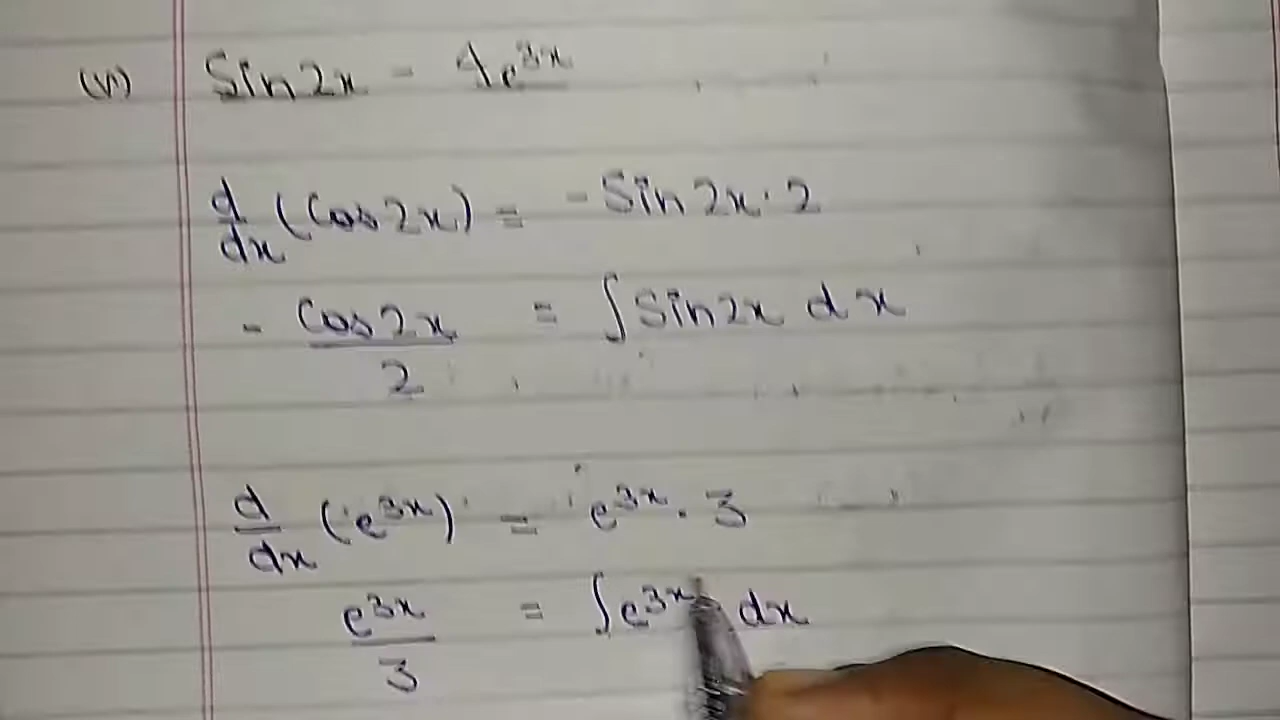 (v) Sin2x - 4e^3x
d/dx (Cos2x) = -Sin2x·2
- Cos2x/2 = ∫Sin2x dx
d/dx (e^3x) = e^3x·3
e^3x/3 = ∫e^3x dx